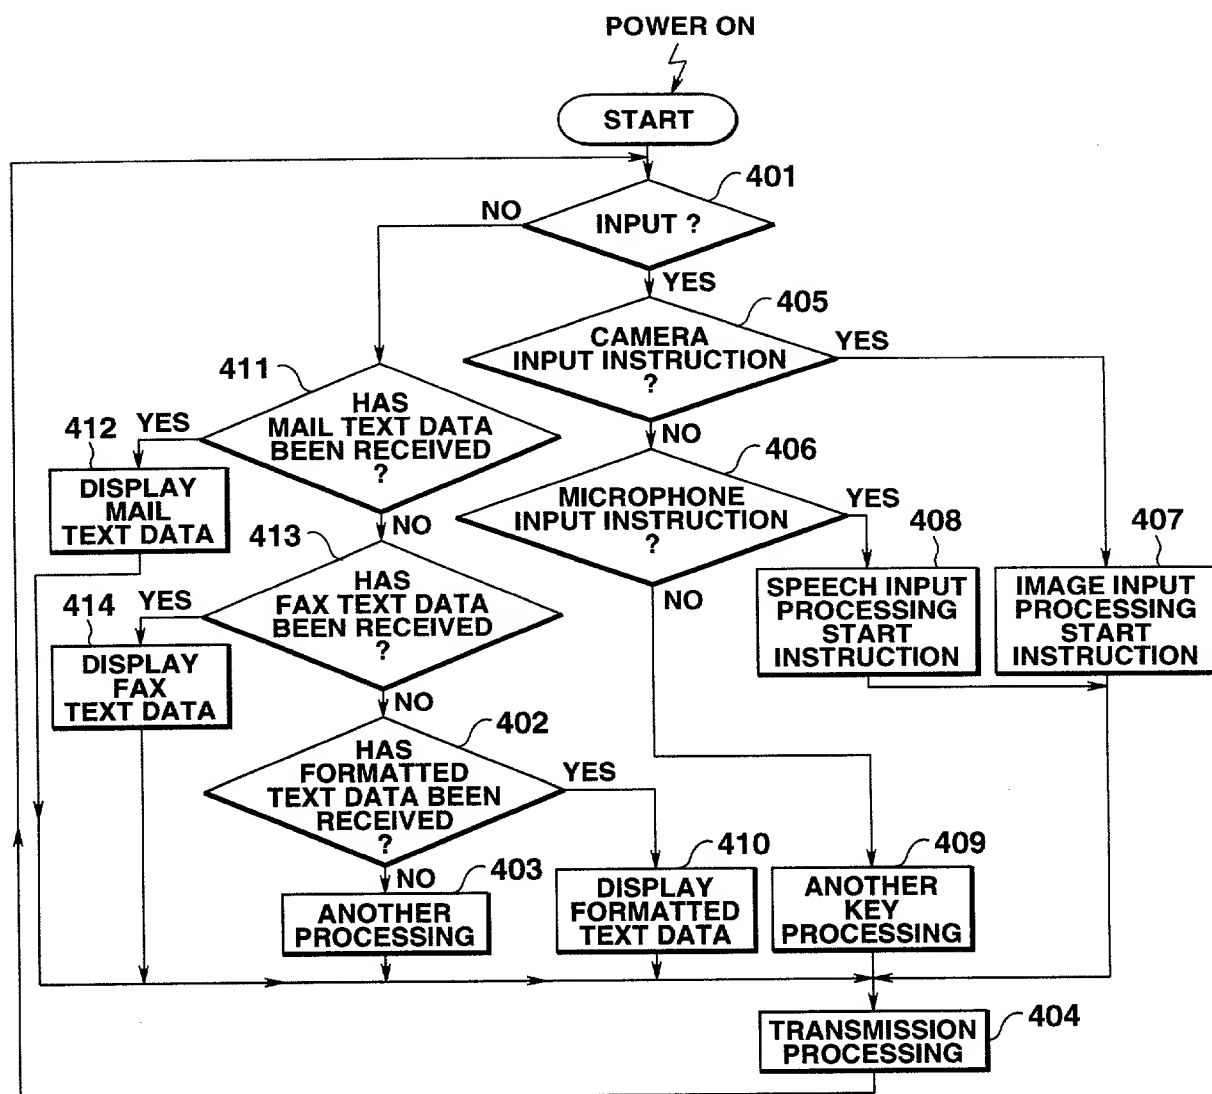 POWER ON
START
401
INPUT ?
NO
YES
405
CAMERA
INPUT INSTRUCTION
?
YES
NO
411
HAS
MAIL TEXT DATA
BEEN RECEIVED
?
YES
412
DISPLAY
MAIL
TEXT DATA
NO
406
MICROPHONE
INPUT INSTRUCTION
?
YES
NO
408
SPEECH INPUT
PROCESSING
START
INSTRUCTION
407
IMAGE INPUT
PROCESSING
START
INSTRUCTION
413
HAS
FAX TEXT DATA
BEEN RECEIVED
?
YES
414
DISPLAY
FAX
TEXT DATA
NO
402
HAS
FORMATTED
TEXT DATA BEEN
RECEIVED
?
YES
NO
403
ANOTHER
PROCESSING
410
DISPLAY
FORMATTED
TEXT DATA
409
ANOTHER
KEY
PROCESSING
404
TRANSMISSION
PROCESSING